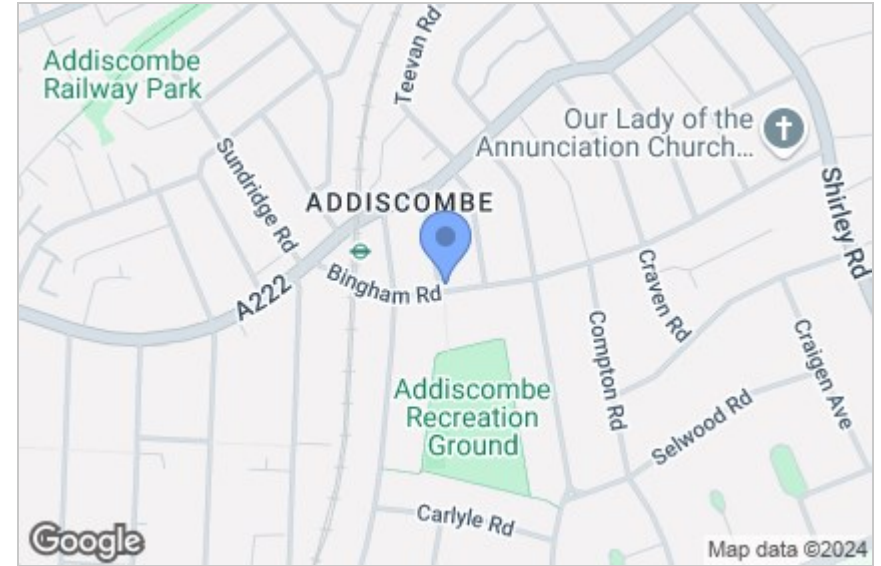 Addiscombe
Railway Park
Teevan Rd
Our Lady of the
Annunciation Church...
Sundridge Rd
ADDISCOMBE
Shirley Rd
Bingham Rd
A222
Craven Rd
Compton Rd
Craigen Ave
Addiscombe
Recreation
Ground
Selwood Rd
Carlyle Rd
Google
Map data ©2024